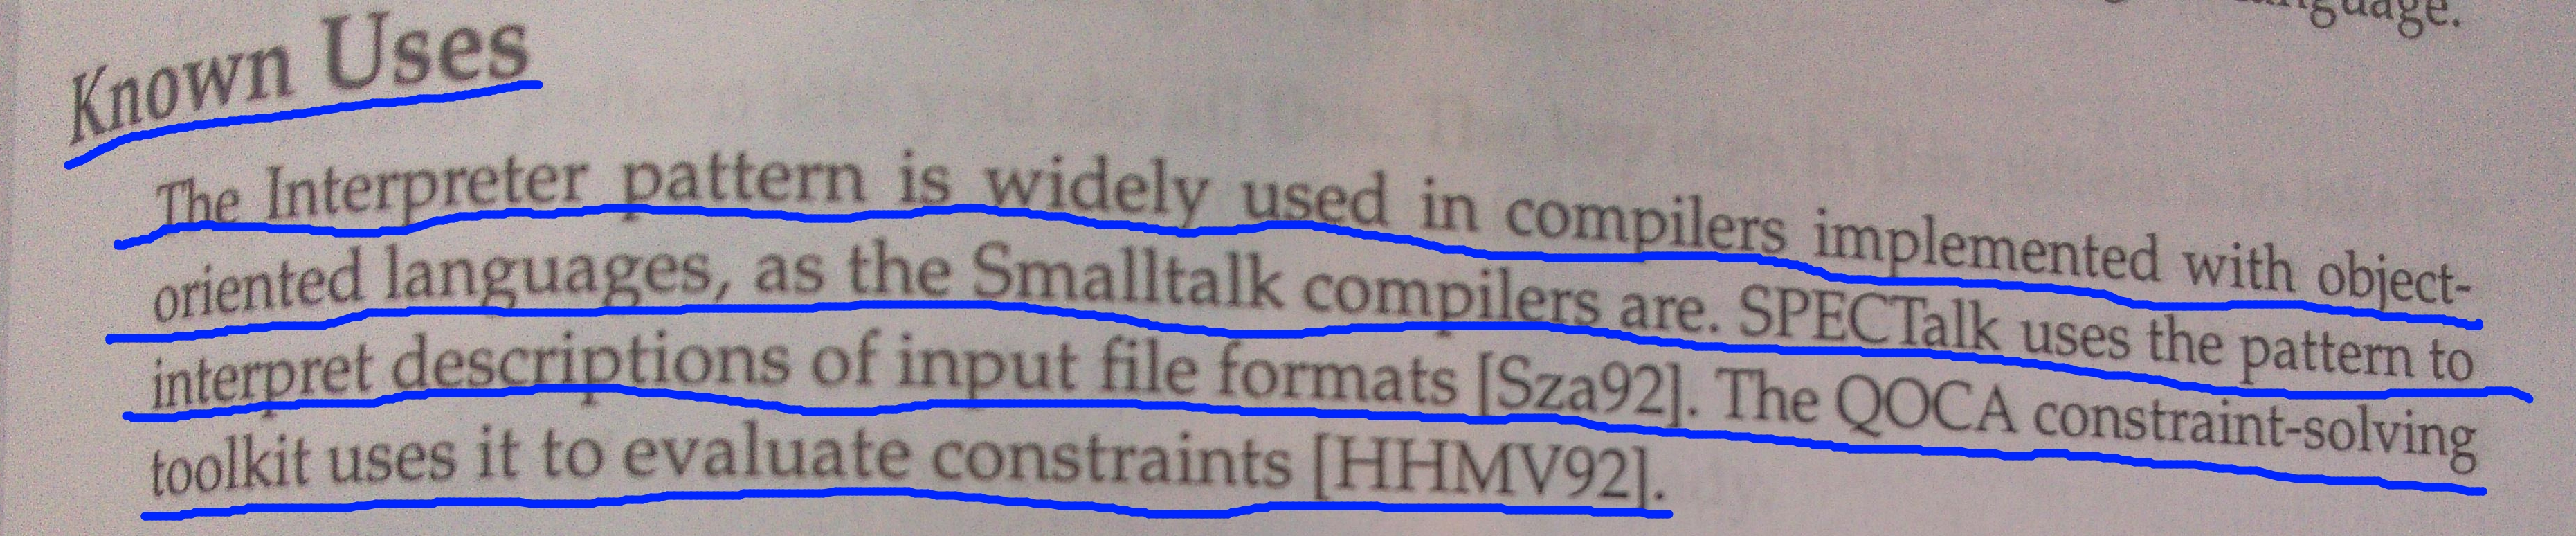 Known Uses
The Interpreter pattern is widely used in compilers implemented with object-
oriented languages, as the Smalltalk compilers are. SPECTalk uses the pattern to
interpret descriptions of input file formats [Sza92]. The QOCA constraint-solving
toolkit uses it to evaluate constraints [HHMV92].